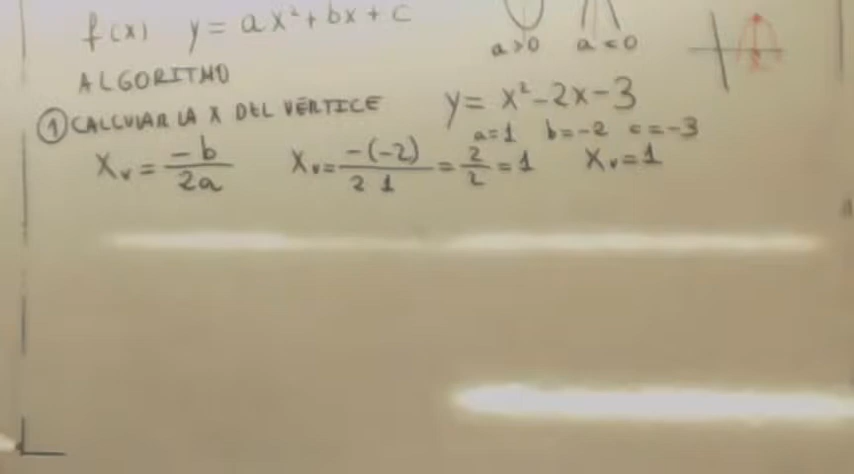 f(x) y = ax²+bx+c
a>0 a<0
ALGORITMO
① CALCULAR LA X DEL VÉRTICE y = x²-2x-3
a=1 b=-2 c=-3
Xv = -b/2a Xv = -(-2)/2 1 = 2/2 = 1 Xv = 1